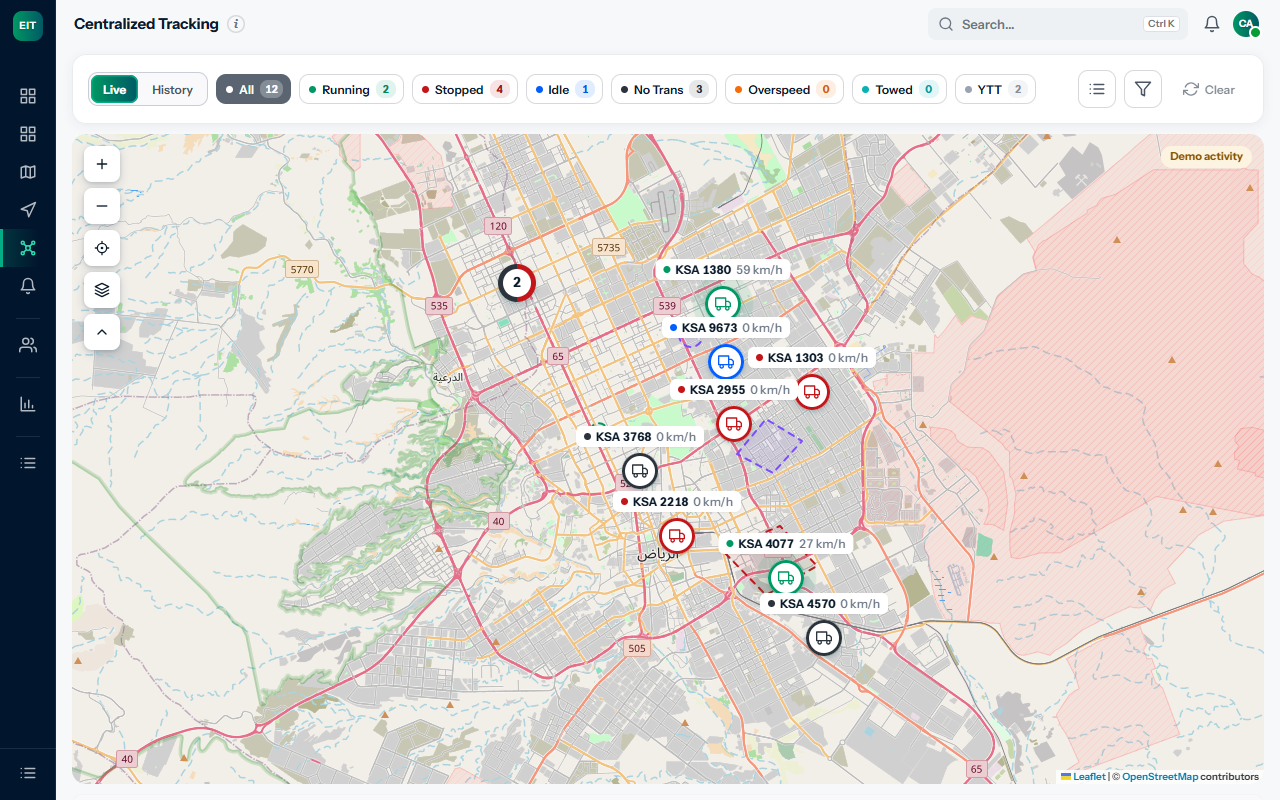 EIT
Centralized Tracking
i
Search...
Ctrl K
CA
Live
History
All 12
Running 2
Stopped 4
Idle 1
No Trans 3
Overspeed 0
Towed 0
YTT 2
Clear
Demo activity
120
5735
5770
KSA 1380 59 km/h
2
535
539
KSA 9673 0 km/h
65
KSA 1303 0 km/h
الدرعية
KSA 2955 0 km/h
KSA 3768 0 km/h
KSA 2218 0 km/h
40
KSA 4077 27 km/h
الرياض
KSA 4570 0 km/h
505
40
65
Leaflet | © OpenStreetMap contributors